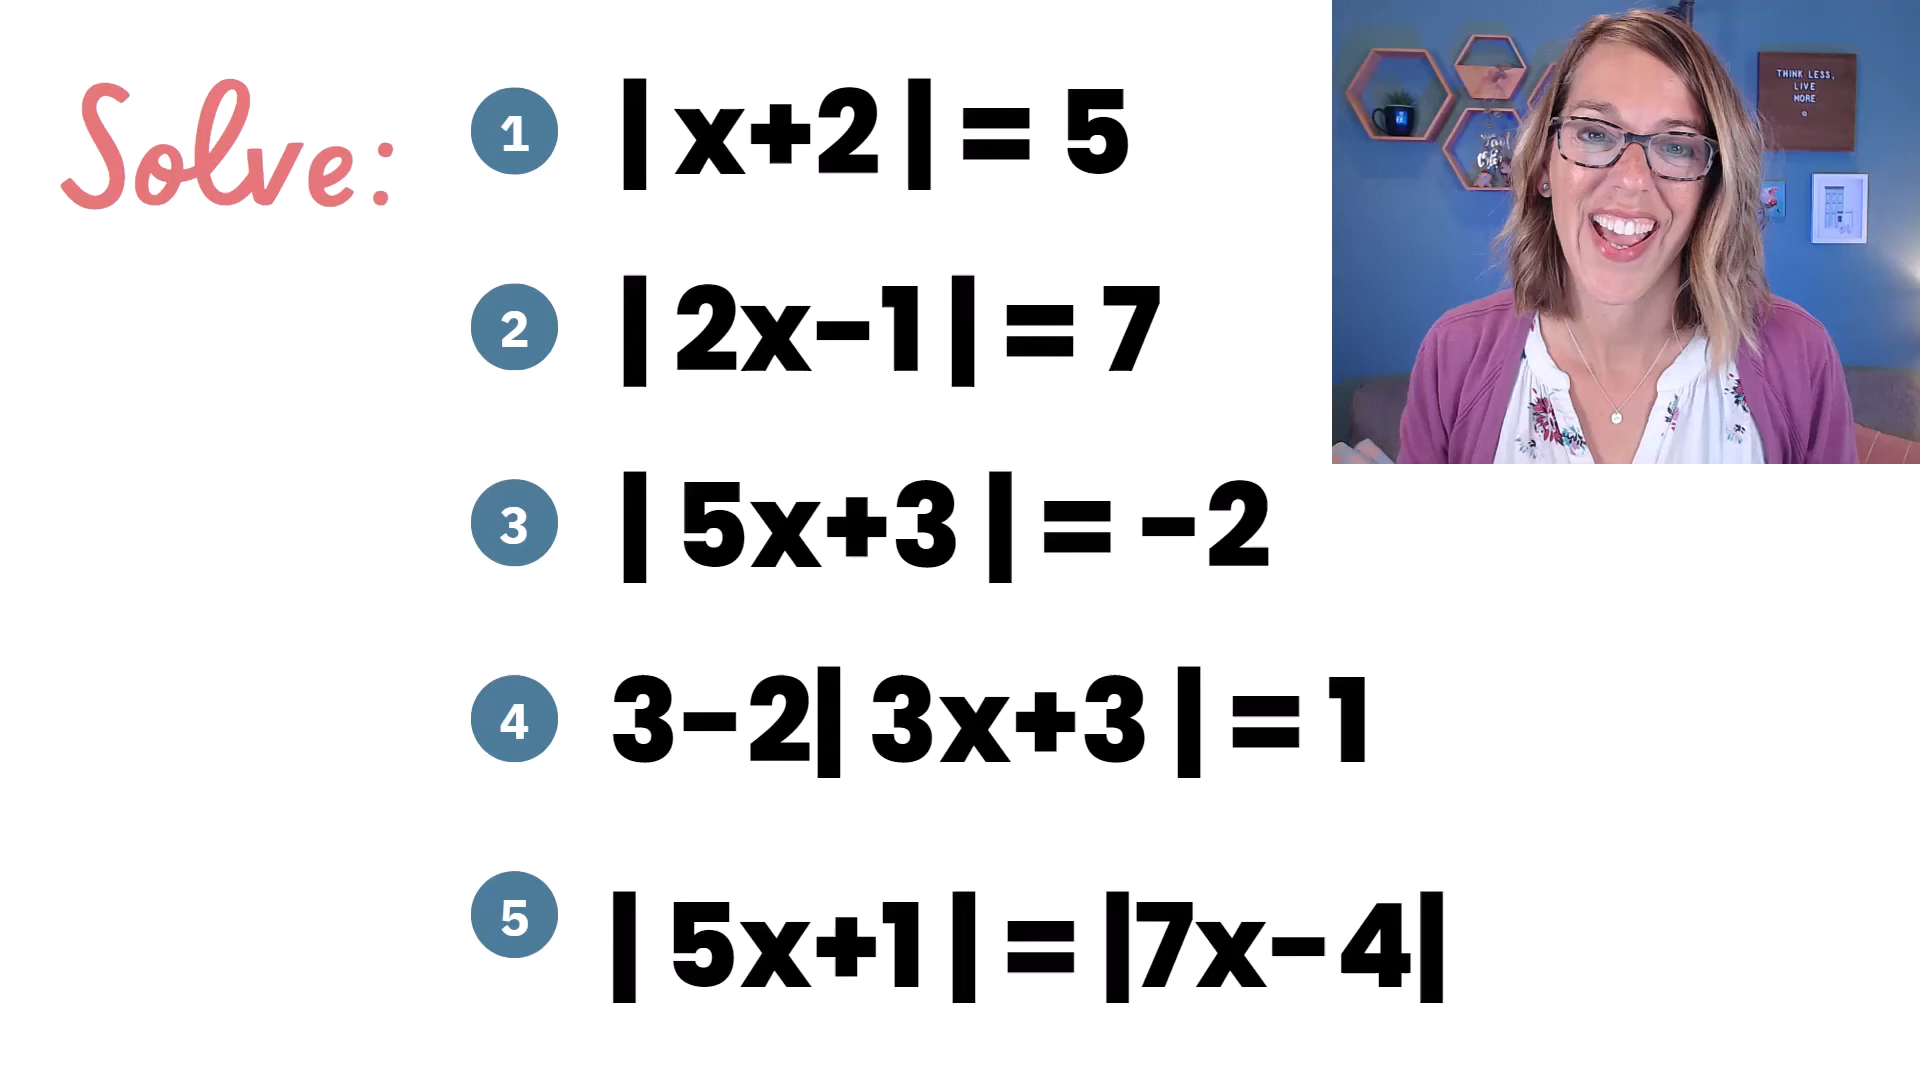 Solve:
1 | x+2 | = 5
2 | 2x−1 | = 7
3 | 5x+3 | = −2
4 3−2| 3x+3 | = 1
5 | 5x+1 | = |7x−4|
THINK LESS,
LIVE
MORE